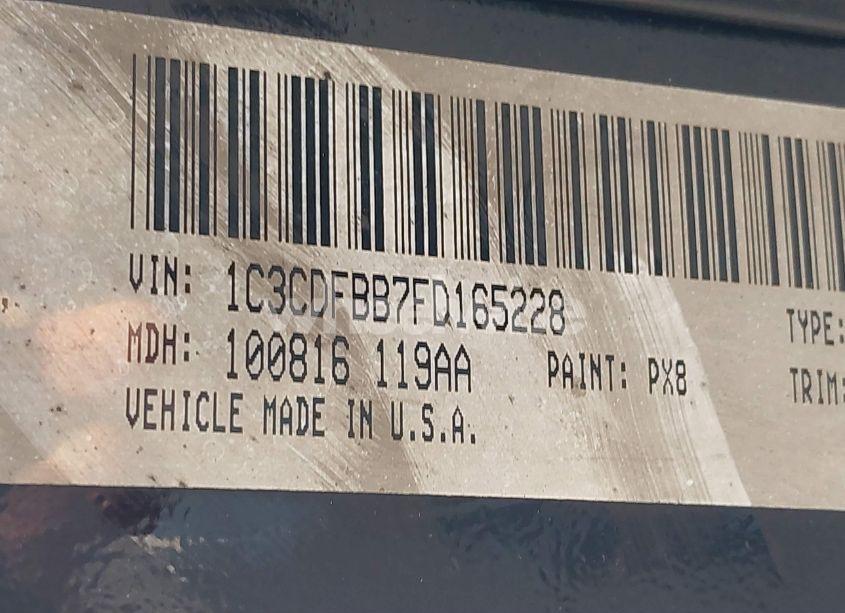 VIN: 1C3CDFBB7FD165228
TYPE:
MDH: 100816 119AA PAINT: PX8
TRIM:
VEHICLE MADE IN U.S.A.